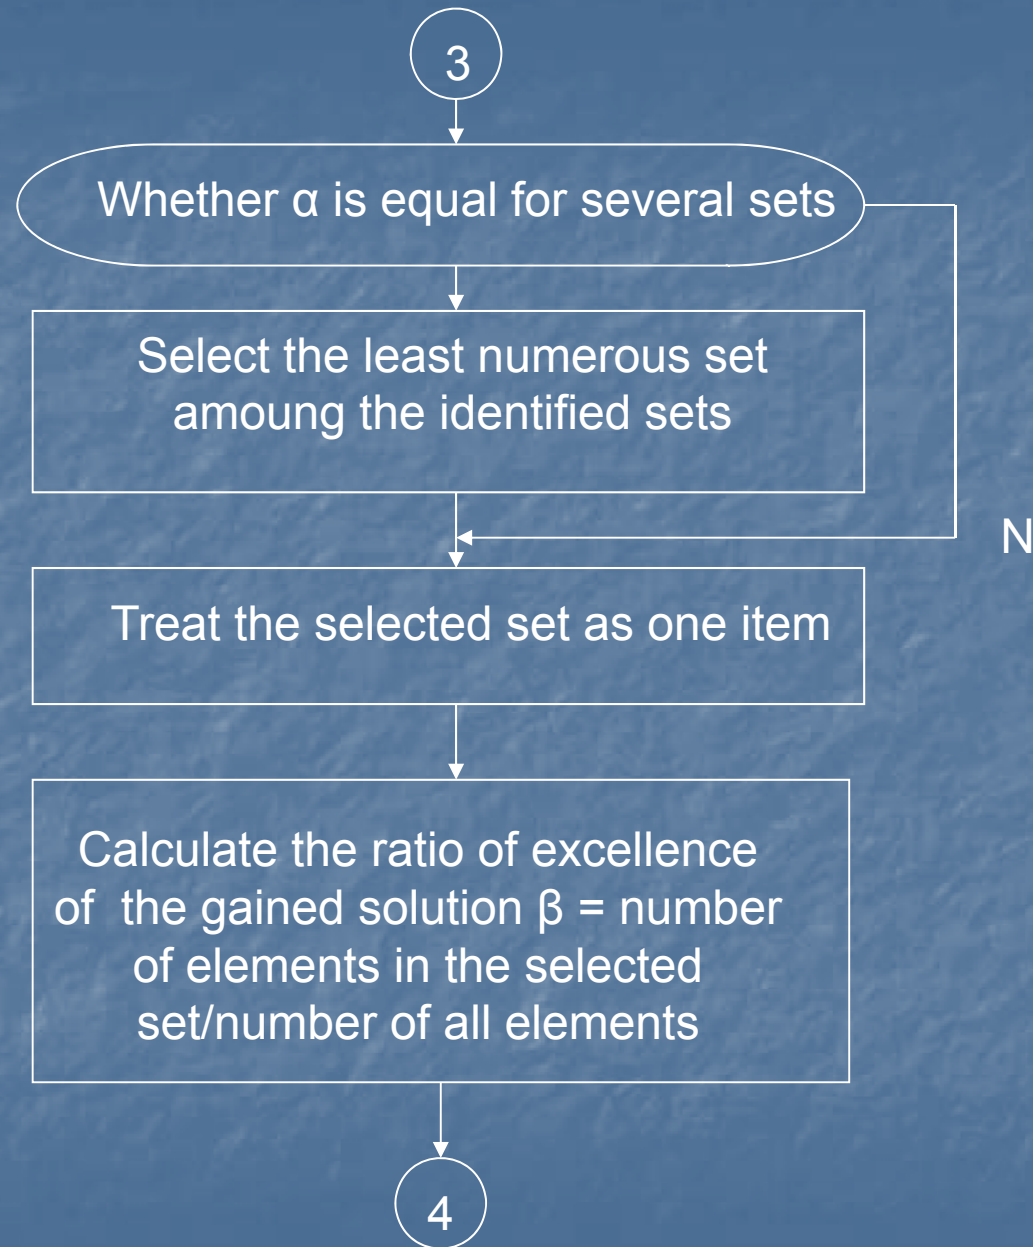 3
Whether α is equal for several sets
Select the least numerous set
amoung the identified sets
N
Treat the selected set as one item
Calculate the ratio of excellence
of the gained solution β = number
of elements in the selected
set/number of all elements
4